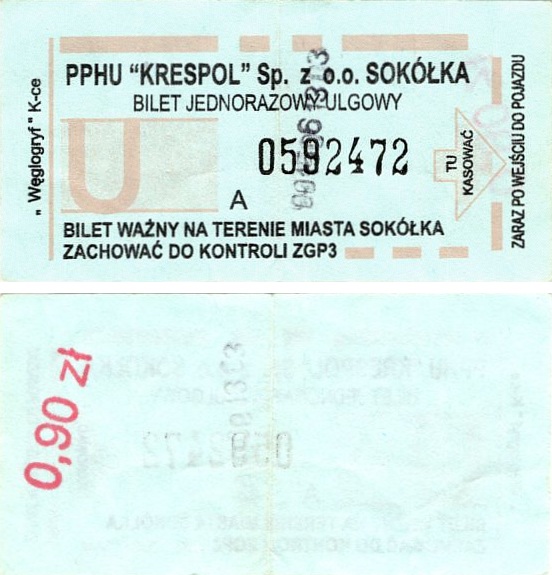 „Węglogryf” K-ce
PPHU “KRESPOL” Sp. z o.o. SOKÓŁKA
BILET JEDNORAZOWY-ULGOWY
0592472
U
A
TU KASOWAĆ
ZARAZ PO WEJŚCIU DO POJAZDU
BILET WAŻNY NA TERENIE MIASTA SOKÓŁKA
ZACHOWAĆ DO KONTROLI ZGP3
0,90 zł